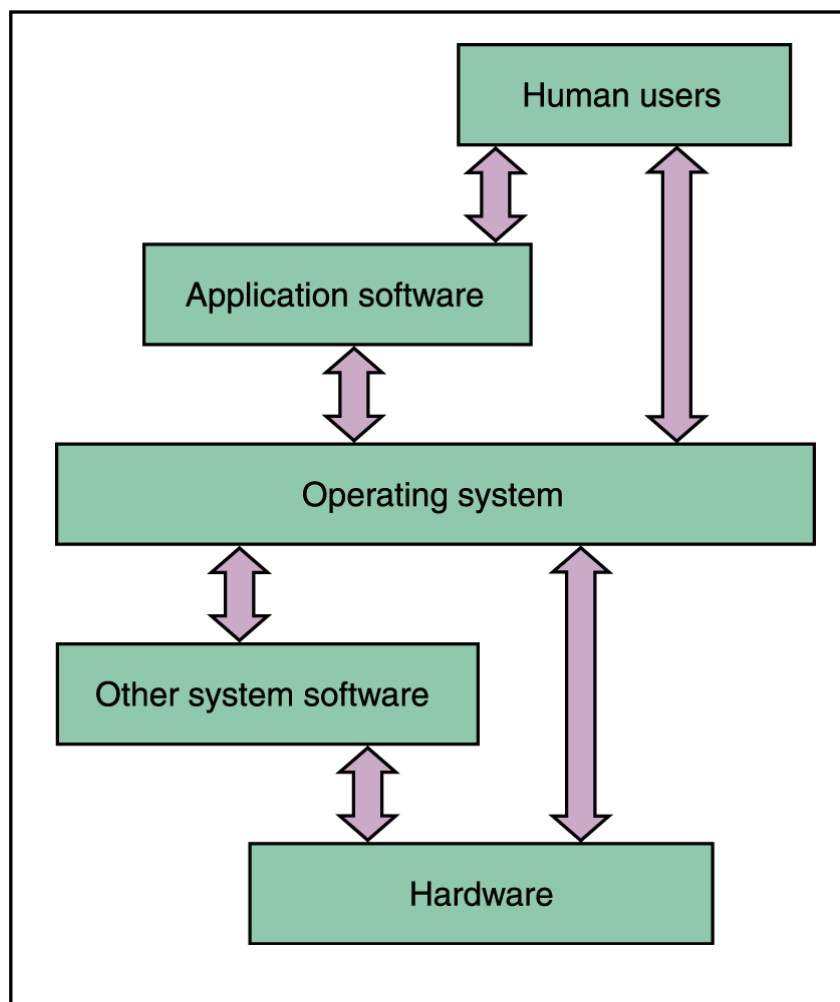 Human users
Application software
Operating system
Other system software
Hardware